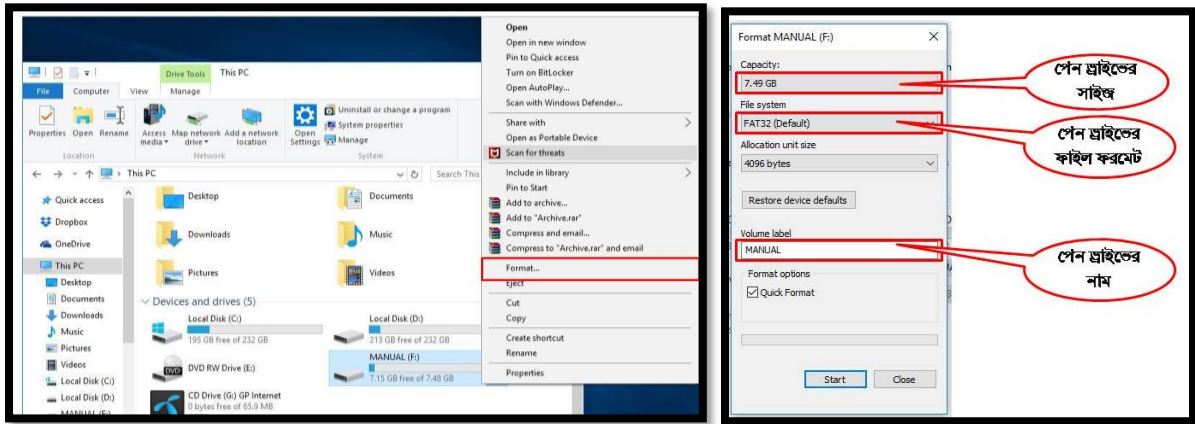 Drive Tools
This PC
File
Computer
View
Manage
Properties
Open
Rename
Access media
Map network drive
Add a network location
Open Settings
Uninstall or change a program
System properties
Manage
Location
Network
System
This PC
Search This
Quick access
Dropbox
OneDrive
This PC
Desktop
Documents
Downloads
Music
Pictures
Videos
Local Disk (C:)
Local Disk (D:)
MANUAL (F:)
Desktop
Documents
Downloads
Music
Pictures
Videos
Devices and drives (5)
Local Disk (C:)
195 GB free of 232 GB
Local Disk (D:)
213 GB free of 232 GB
DVD RW Drive (E:)
MANUAL (F:)
7.15 GB free of 7.48 GB
CD Drive (G:) GP Internet
0 bytes free of 65.9 MB
Open
Open in new window
Pin to Quick access
Turn on BitLocker
Open AutoPlay...
Scan with Windows Defender...
Share with
Open as Portable Device
Scan for threats
Include in library
Pin to Start
Add to archive...
Add to "Archive.rar"
Compress and email...
Compress to "Archive.rar" and email
Format...
Eject
Cut
Copy
Create shortcut
Rename
Properties
Format MANUAL (F:)
Capacity:
7.49 GB
File system
FAT32 (Default)
Allocation unit size
4096 bytes
Restore device defaults
Volume label
MANUAL
Format options
Quick Format
Start
Close
পেন ড্রাইভের
সাইজ
পেন ড্রাইভের
ফাইল ফরমেট
পেন ড্রাইভের
নাম